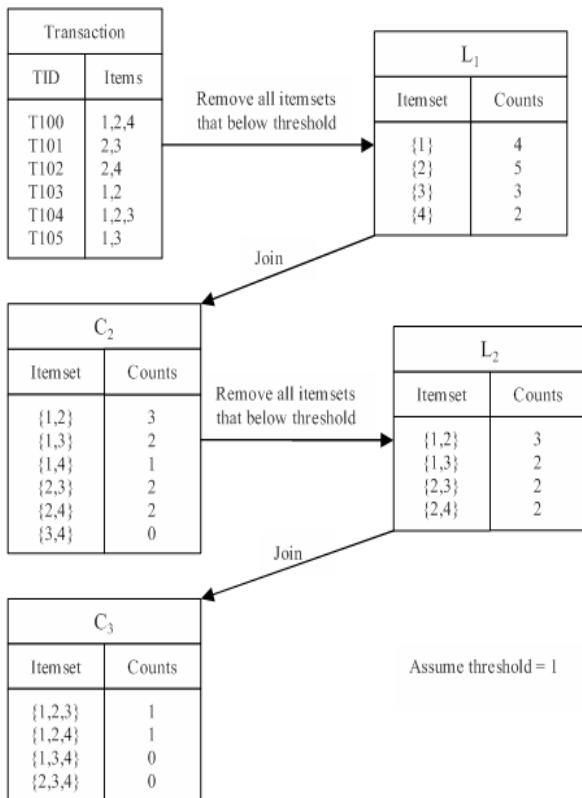 Transaction
TID Items
T100 1,2,4
T101 2,3
T102 2,4
T103 1,2
T104 1,2,3
T105 1,3
Remove all itemsets
that below threshold
L1
Itemset Counts
{1} 4
{2} 5
{3} 3
{4} 2
Join
C2
Itemset Counts
{1,2} 3
{1,3} 2
{1,4} 1
{2,3} 2
{2,4} 2
{3,4} 0
Remove all itemsets
that below threshold
L2
Itemset Counts
{1,2} 3
{1,3} 2
{2,3} 2
{2,4} 2
Join
C3
Itemset Counts
{1,2,3} 1
{1,2,4} 1
{1,3,4} 0
{2,3,4} 0
Assume threshold = 1